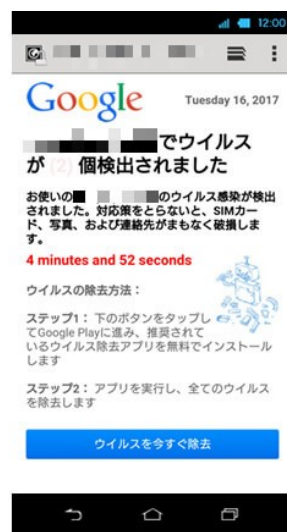 12:00
Google
Tuesday 16, 2017
でウイルス
が (2) 個検出されました
お使いの のウイルス感染が検出
されました。対応策をとらないと、SIMカー
ド、写真、および連絡先がまもなく破損しま
す。
4 minutes and 52 seconds
ウイルスの除去方法：
ステップ1： 下のボタンをタップし
てGoogle Playに進み、推奨されて
いるウイルス除去アプリを無料でインストール
します
ステップ2： アプリを実行し、全てのウイルス
を除去します
ウイルスを今すぐ除去